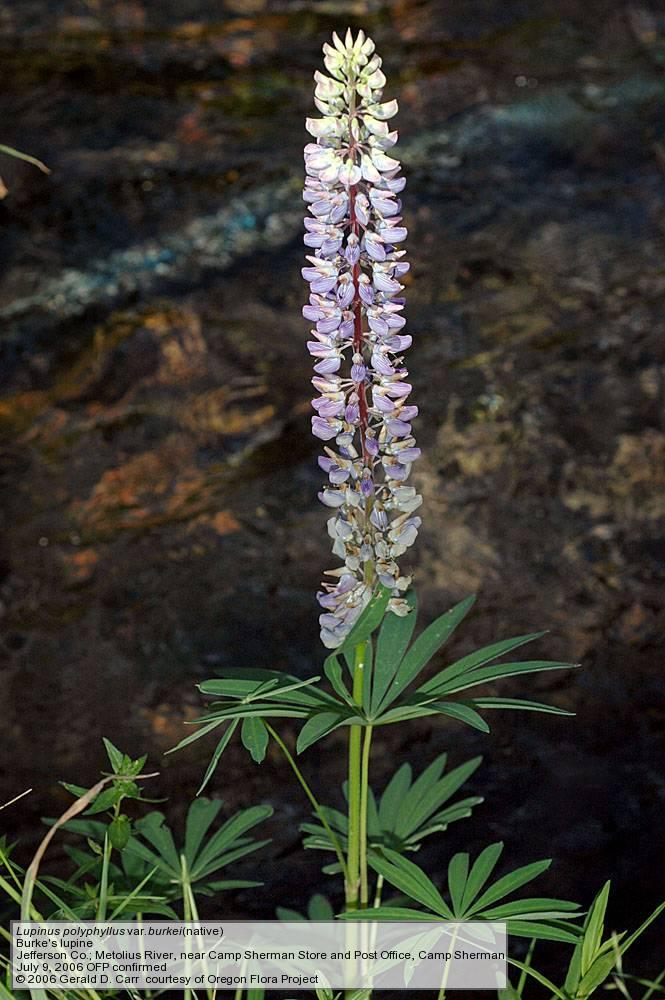 Lupinus polyphyllus var. burkei(native)
Burke's lupine
Jefferson Co.; Metolius River, near Camp Sherman Store and Post Office, Camp Sherman
July 9, 2006 OFP confirmed
© 2006 Gerald D. Carr courtesy of Oregon Flora Project